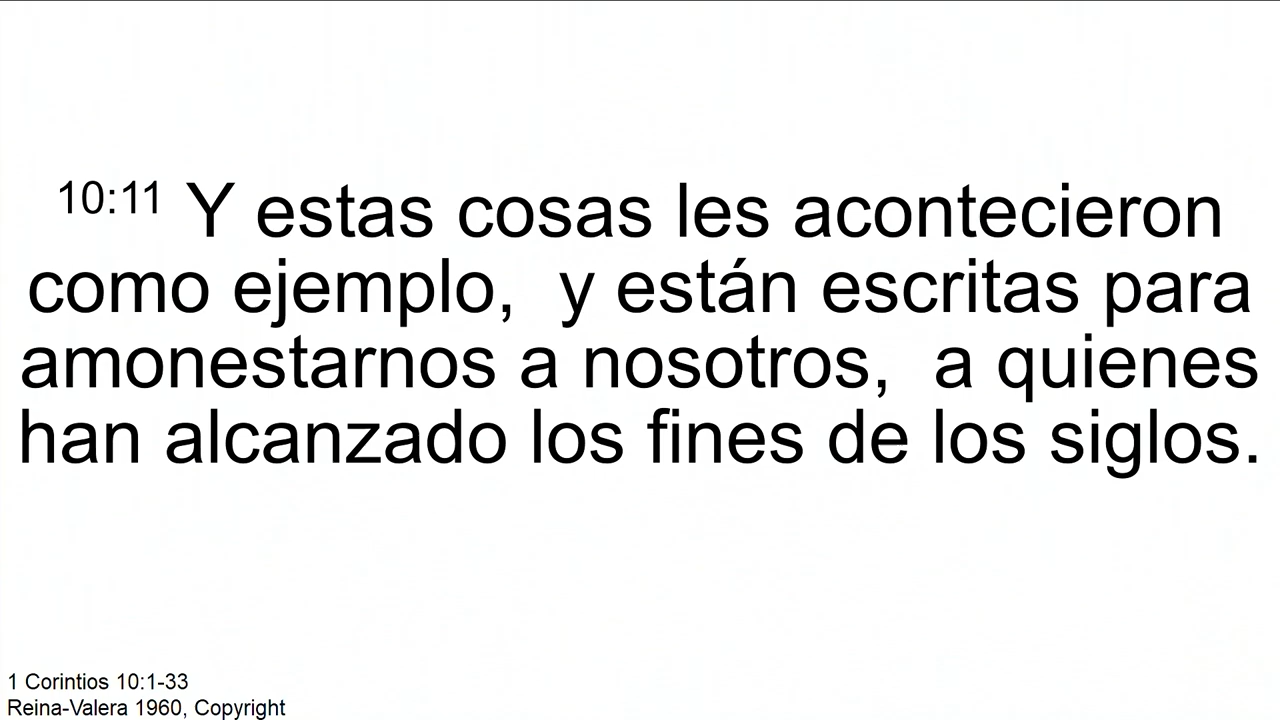 10:11 Y estas cosas les acontecieron
como ejemplo,  y están escritas para
amonestarnos a nosotros,  a quienes
han alcanzado los fines de los siglos.
1 Corintios 10:1-33
Reina-Valera 1960, Copyright